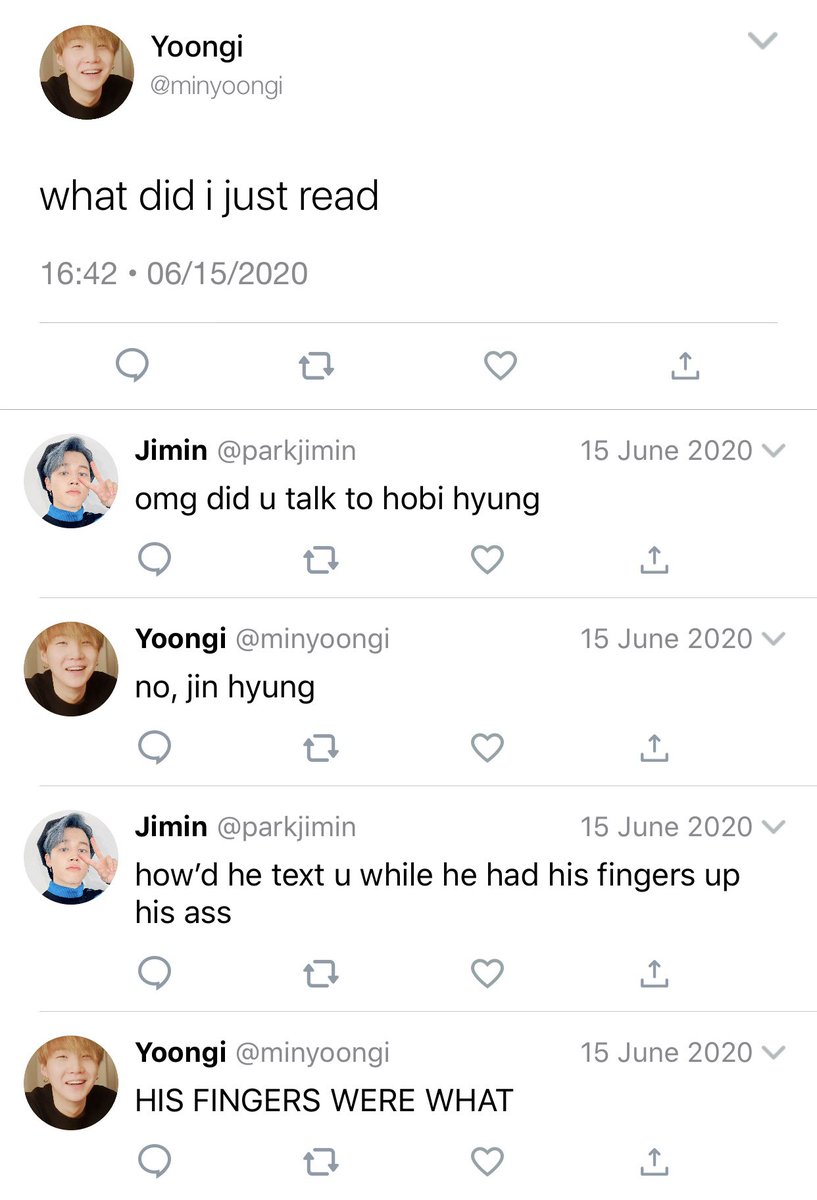 Yoongi
@minyoongi
what did i just read
16:42 • 06/15/2020
Jimin @parkjimin 15 June 2020
omg did u talk to hobi hyung
Yoongi @minyoongi 15 June 2020
no, jin hyung
Jimin @parkjimin 15 June 2020
how’d he text u while he had his fingers up
his ass
Yoongi @minyoongi 15 June 2020
HIS FINGERS WERE WHAT